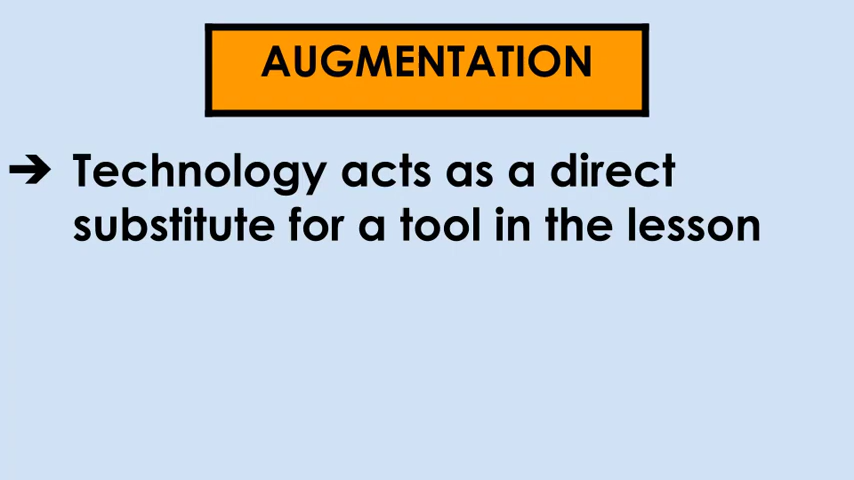 AUGMENTATION
➔ Technology acts as a direct
substitute for a tool in the lesson